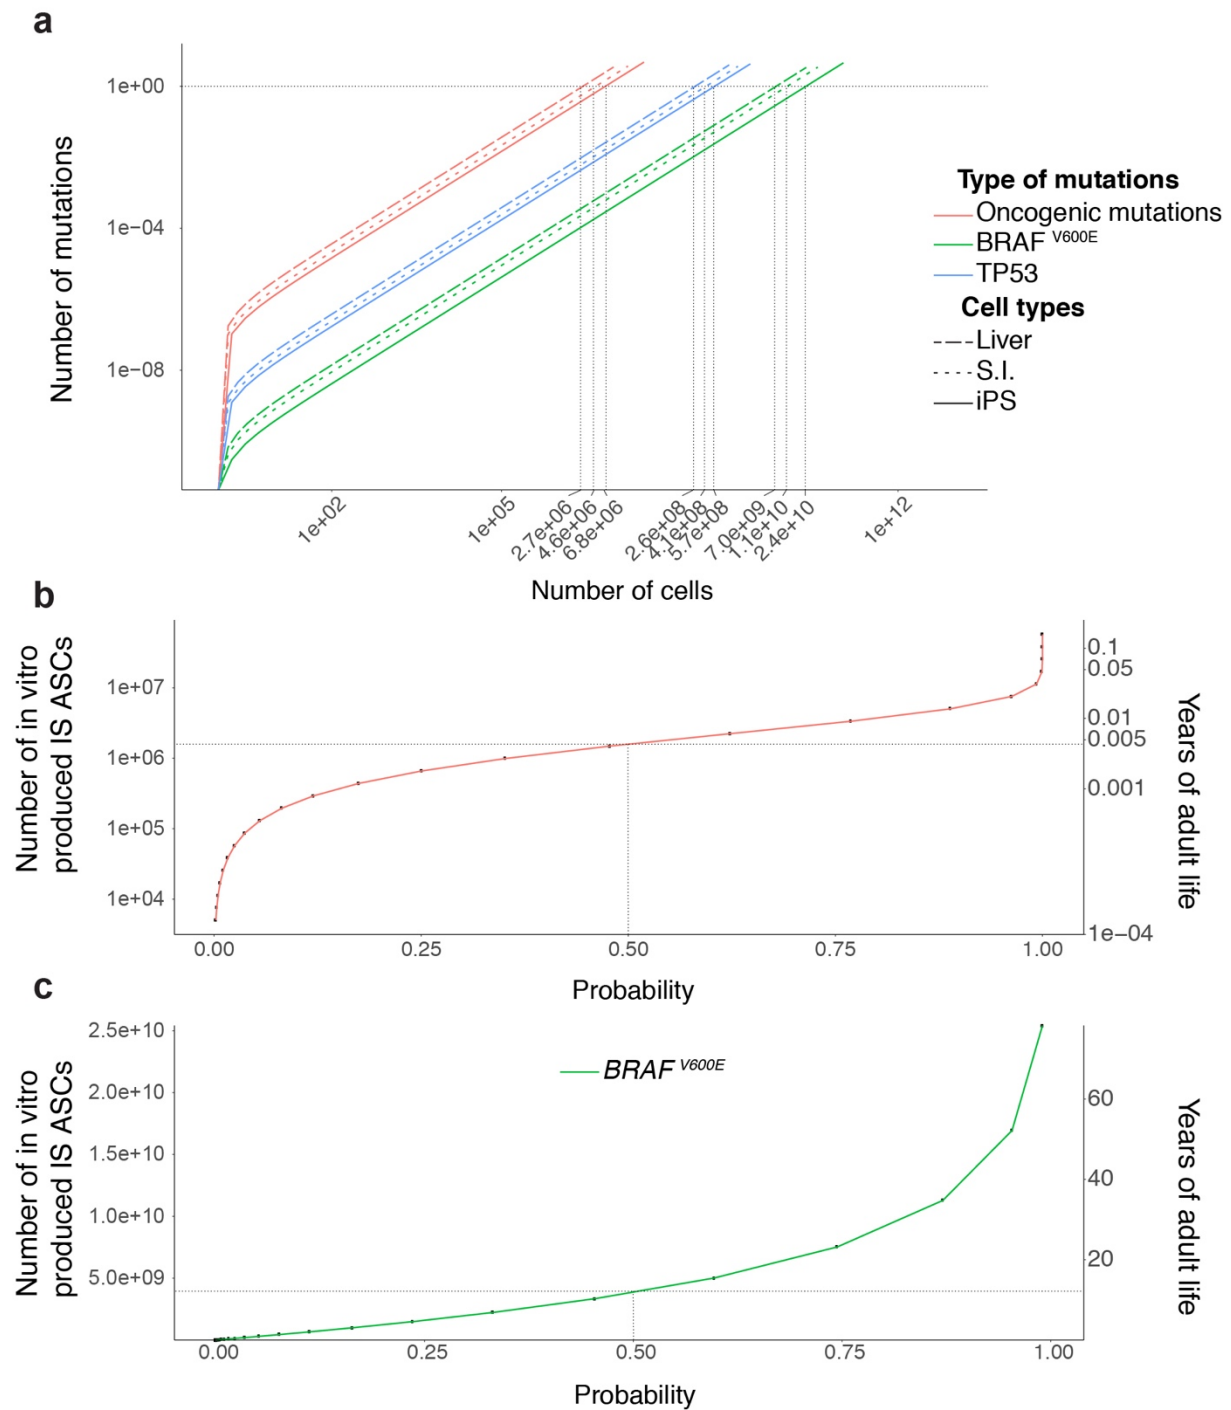 a
Number of mutations
1e+00
1e−04
1e−08
1e+02
1e+05
2.7e+06
4.6e+06
6.8e+06
2.6e+08
4.1e+08
5.7e+08
7.0e+09
1.1e+10
2.4e+10
1e+12
Number of cells
Type of mutations
Oncogenic mutations
BRAF V600E
TP53
Cell types
Liver
S.I.
iPS
b
Number of in vitro
produced IS ASCs
1e+07
1e+06
1e+05
1e+04
0.1
0.05
0.01
0.005
0.001
1e−04
Years of adult life
0.00
0.25
0.50
0.75
1.00
Probability
c
Number of in vitro
produced IS ASCs
2.5e+10
2.0e+10
1.5e+10
1.0e+10
5.0e+09
BRAF V600E
60
40
20
Years of adult life
0.00
0.25
0.50
0.75
1.00
Probability